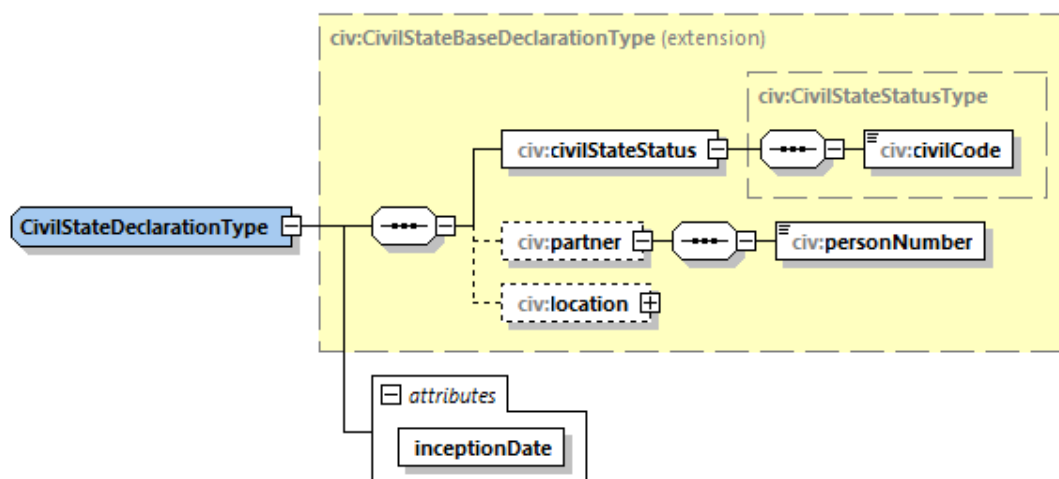 civ:CivilStateBaseDeclarationType (extension)
civ:CivilStateStatusType
civ:civilStateStatus
civ:civilCode
CivilStateDeclarationType
civ:partner
civ:personNumber
civ:location
attributes
inceptionDate